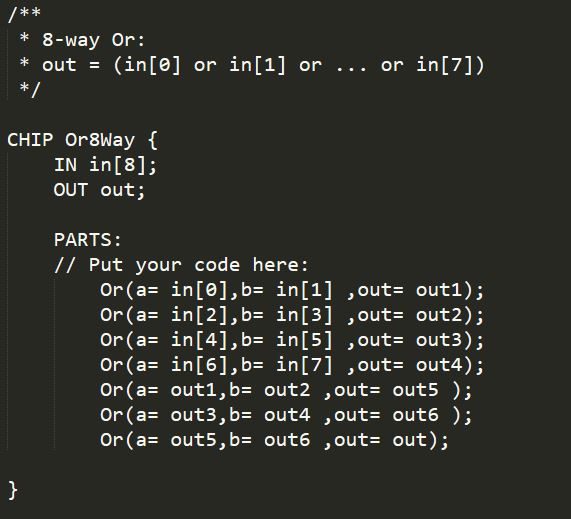 /**
 * 8-way Or:
 * out = (in[0] or in[1] or ... or in[7])
 */

CHIP Or8Way {
    IN in[8];
    OUT out;

    PARTS:
    // Put your code here:
        Or(a= in[0],b= in[1] ,out= out1);
        Or(a= in[2],b= in[3] ,out= out2);
        Or(a= in[4],b= in[5] ,out= out3);
        Or(a= in[6],b= in[7] ,out= out4);
        Or(a= out1,b= out2 ,out= out5 );
        Or(a= out3,b= out4 ,out= out6 );
        Or(a= out5,b= out6 ,out= out);

}